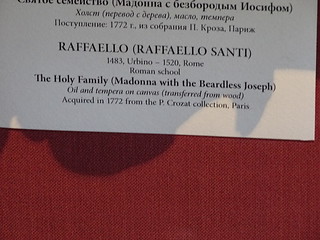 Святое семейство (Мадонна с безбородым Иосифом)
Холст (перевод с дерева), масло, темпера
Поступление: 1772 г., из собрания П. Кроза, Париж
RAFFAELLO (RAFFAELLO SANTI)
1483, Urbino – 1520, Rome
Roman school
The Holy Family (Madonna with the Beardless Joseph)
Oil and tempera on canvas (transferred from wood)
Acquired in 1772 from the P. Crozat collection, Paris